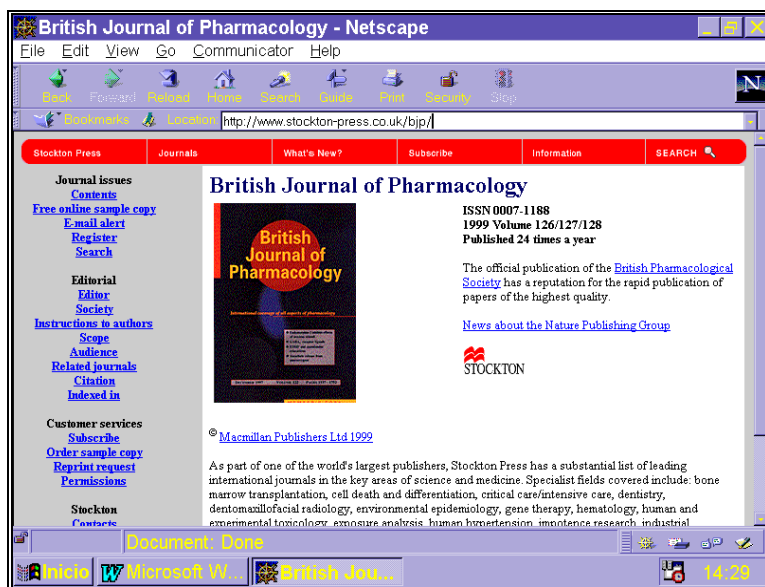 British Journal of Pharmacology - Netscape
File Edit View Go Communicator Help
Back Forward Reload Home Search Guide Print Security Stop
N
Bookmarks Location http://www.stockton-press.co.uk/bjp/
Stockton Press Journals What's New? Subscribe Information SEARCH
Journal issues
Contents
Free online sample copy
E-mail alert
Register
Search
Editorial
Editor
Society
Instructions to authors
Scope
Audience
Related journals
Citation
Indexed in
Customer services
Subscribe
Order sample copy
Reprint request
Permissions
Stockton
Contacts
British Journal of Pharmacology
British
Journal of
Pharmacology
International coverage of all aspects of pharmacology
ISSN 0007-1188
1999 Volume 126/127/128
Published 24 times a year
The official publication of the British Pharmacological
Society has a reputation for the rapid publication of
papers of the highest quality.
News about the Nature Publishing Group
STOCKTON
© Macmillan Publishers Ltd 1999
As part of one of the world's largest publishers, Stockton Press has a substantial list of leading
international journals in the key areas of science and medicine. Specialist fields covered include: bone
marrow transplantation, cell death and differentiation, critical care/intensive care, dentistry,
dentomaxillofacial radiology, environmental epidemiology, gene therapy, hematology, human and
experimental toxicology, exposure analysis, human hypertension, impotence research, industrial
Document: Done
Inicio Microsoft W... British Jou... 14:29